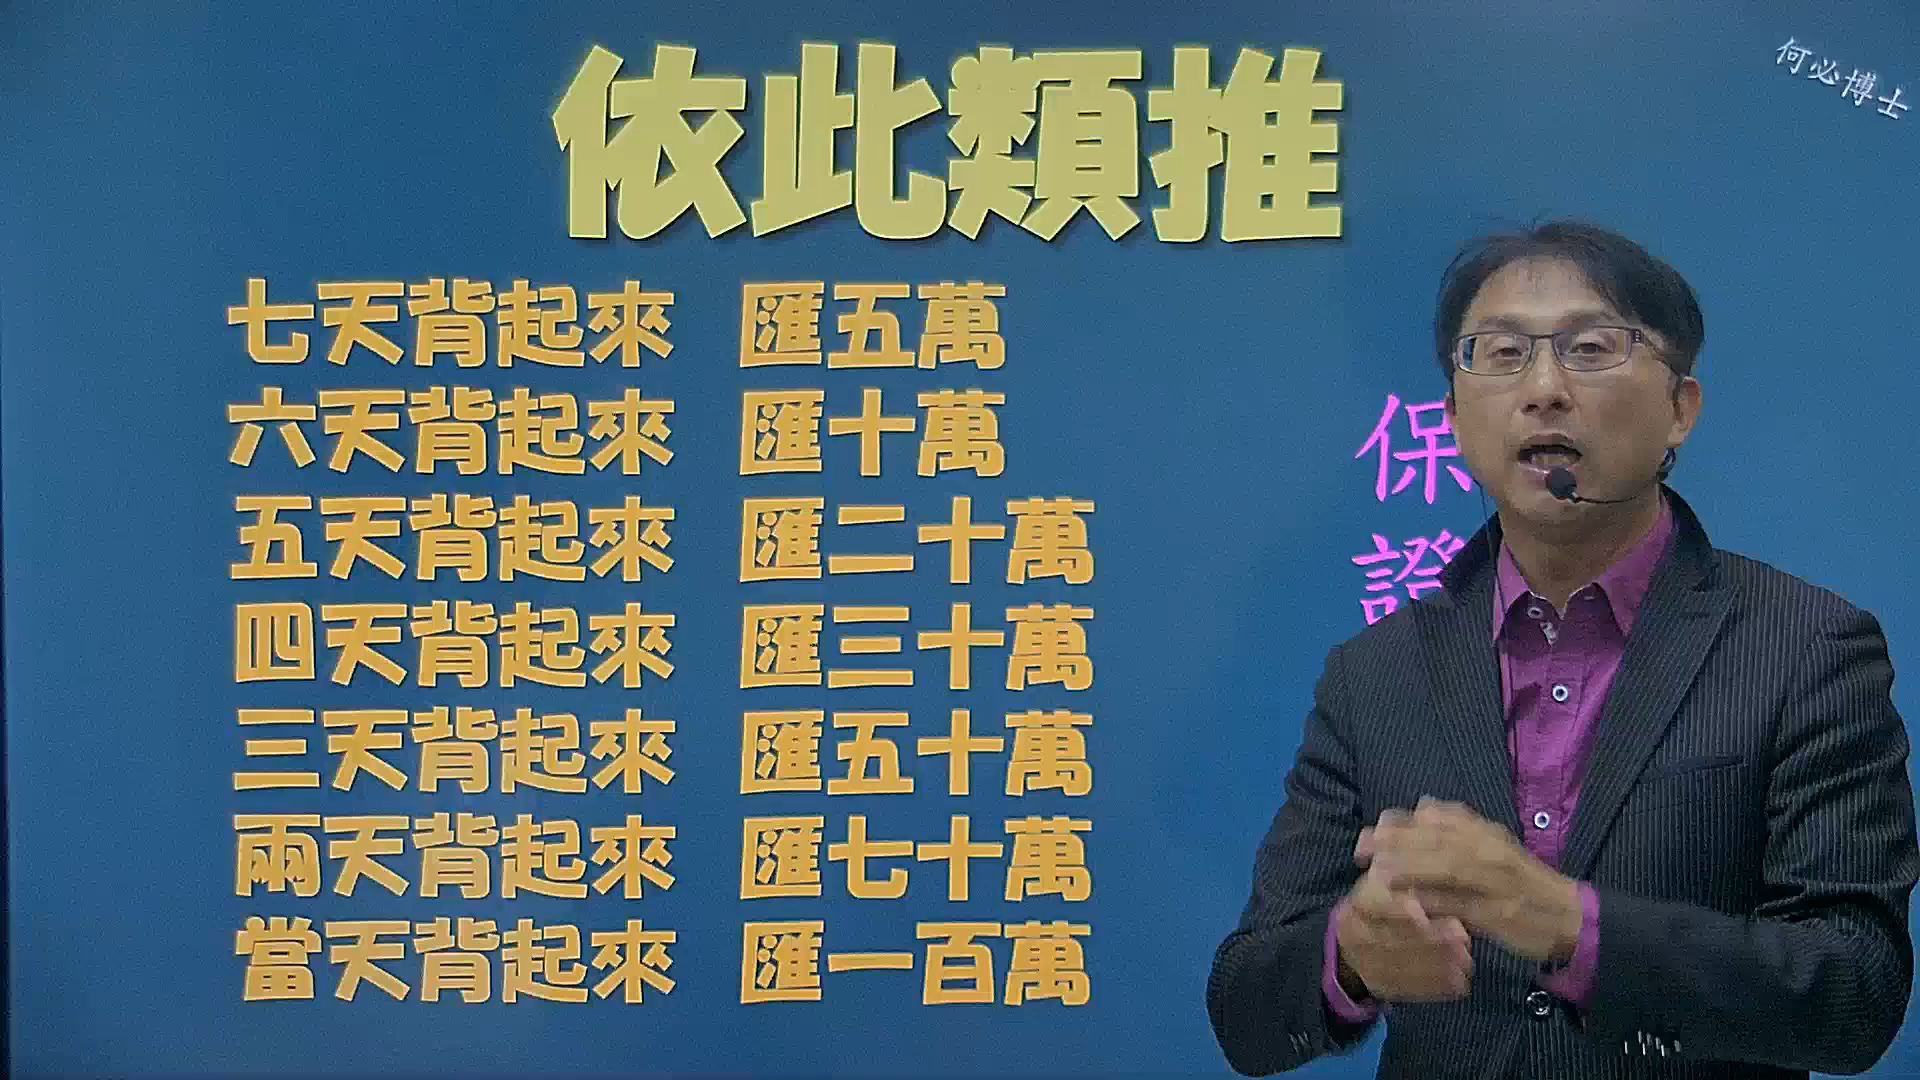 依此類推
何必博士
七天背起來 匯五萬
六天背起來 匯十萬
五天背起來 匯二十萬
四天背起來 匯三十萬
三天背起來 匯五十萬
兩天背起來 匯七十萬
當天背起來 匯一百萬
保
證